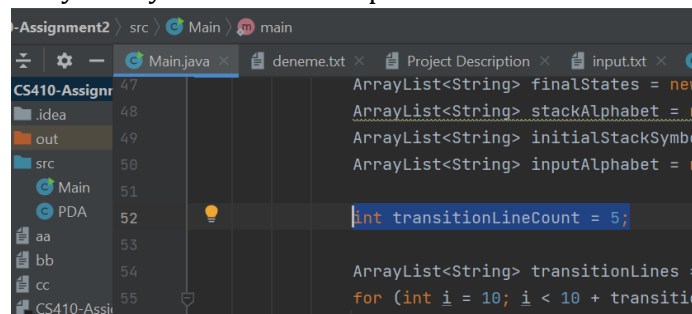 -Assignment2 > src > Main > main
Main.java × deneme.txt × Project Description × input.txt ×
CS410-Assignr
.idea
out
src
Main
PDA
aa
bb
cc
CS410-Assi
47 ArrayList<String> finalStates = new
48 ArrayList<String> stackAlphabet =
49 ArrayList<String> initialStackSymbo
50 ArrayList<String> inputAlphabet =
51
52 int transitionLineCount = 5;
53
54 ArrayList<String> transitionLines =
55 for (int i = 10; i < 10 + transiti